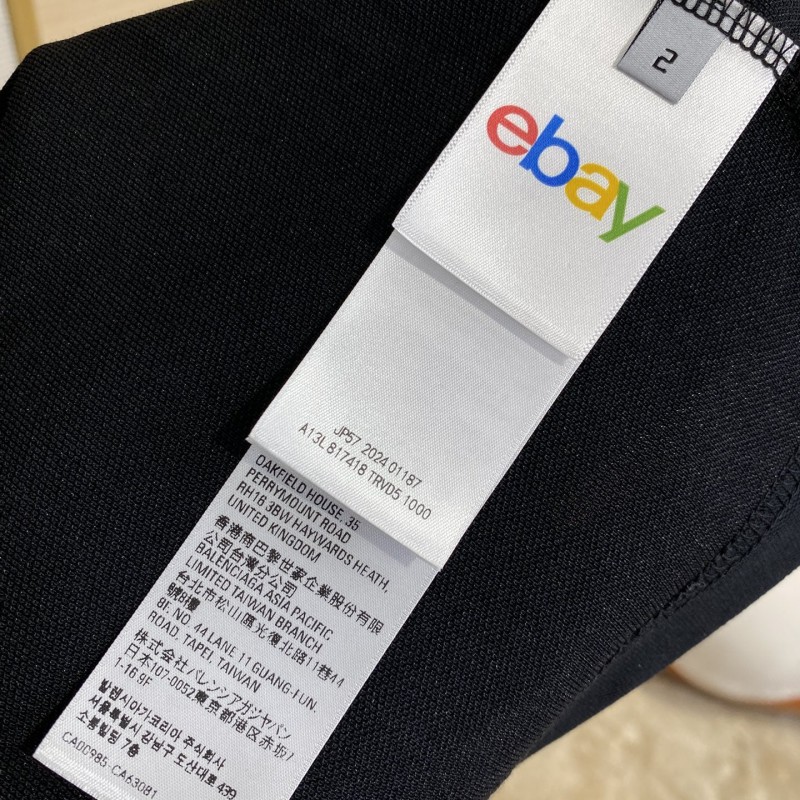 2
ebay
JP57 2024 01187
A13L 817418 TRVD5 1000
OAKFIELD HOUSE, 35
PERRYMOUNT ROAD
RH16 3BW HAYWARDS HEATH,
UNITED KINGDOM
香港商巴黎世家企業股份有限
公司台灣分公司
BALENCIAGA ASIA PACIFIC
LIMITED TAIWAN BRANCH
台北市松山區光復北路11巷44
號8樓
8F. NO. 44 LANE 11 GUANG-FUN.
ROAD, TAPEI, TAIWAN
株式会社バレンシアガジャパン
日本107-0052東京都港区赤坂7
1-16 9F
발렌시아가코리아 주식회사
서울특별시 강남구 도산대로 439
소봉빌딩 7층
CA00985 CA63081